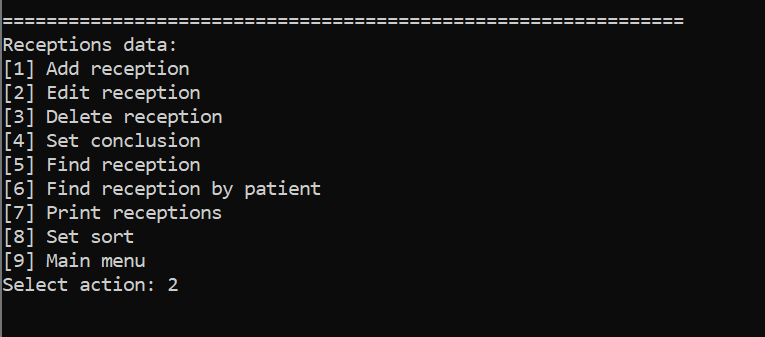 ==============================================================
Receptions data:
[1] Add reception
[2] Edit reception
[3] Delete reception
[4] Set conclusion
[5] Find reception
[6] Find reception by patient
[7] Print receptions
[8] Set sort
[9] Main menu
Select action: 2